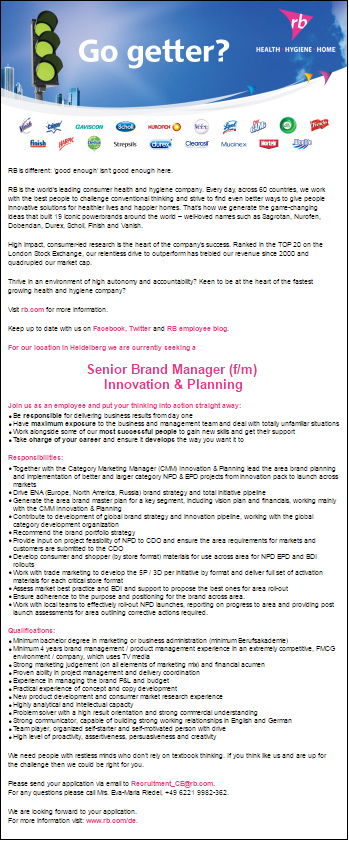 rb
Go getter?
HEALTH HYGIENE HOME
Vanish
GAVISCON
Scholl
NUROFEN
Veet
Lysol
finish
HARPIC
Dettol
Strepsils
durex
Clearasil
Mucinex
Mortein
RB is different: 'good enough' isn't good enough here.
RB is the world's leading consumer health and hygiene company. Every day, across 60 countries, we work
with the best people to challenge conventional thinking and strive to find even better ways to give people
innovative solutions for healthier lives and happier homes. That's how we generate the game-changing
ideas that built 19 iconic powerbrands around the world – well-loved names such as Sagrotan, Nurofen,
Dobendan, Durex, Scholl, Finish and Vanish.
High impact, consumer-led research is the heart of the company's success. Ranked in the TOP 20 on the
London Stock Exchange, our relentless drive to outperform has trebled our revenue since 2000 and
quadrupled our market cap.
Thrive in an environment of high autonomy and accountability? Keen to be at the heart of the fastest
growing health and hygiene company?
Visit rb.com for more information.
Keep up to date with us on Facebook, Twitter and RB employee blog.
For our location in Heidelberg we are currently seeking a
Senior Brand Manager (f/m)
Innovation & Planning
Join us as an employee and put your thinking into action straight away:
• Be responsible for delivering business results from day one
• Have maximum exposure to the business and management team and deal with totally unfamiliar situations
• Work alongside some of our most successful people to gain new skills and get their support
• Take charge of your career and ensure it develops the way you want it to
Responsibilities:
• Together with the Category Marketing Manager (CMM) Innovation & Planning lead the area brand planning
and implementation of better and larger category NPD & EPD projects from innovation pack to launch across
markets
• Drive ENA (Europe, North America, Russia) brand strategy and total initiative pipeline
• Generate the area brand master plan for a key segment, including vision plan and financials, working mainly
with the CMM Innovation & Planning
• Contribute to development of global brand strategy and innovation pipeline, working with the global
category development organization
• Recommend the brand portfolio strategy
• Provide input on project feasibility of NPD to CDO and ensure the area requirements for markets and
customers are submitted to the CDO
• Develop consumer and shopper (by store format) materials for use across area for NPD EPD and BDI
rollouts
• Work with trade marketing to develop the 5P / 3D per initiative by format and deliver full set of activation
materials for each critical store format
• Assess market best practice and BDI and support to propose the best ones for area roll-out
• Ensure adherence to the purpose and positioning for the brand across area.
• Work with local teams to effectively roll-out NPD launches, reporting on progress to area and providing post
launch assessments for area outlining corrective actions required.
Qualifications:
• Minimum bachelor degree in marketing or business administration (minimum Berufsakademie)
• Minimum 4 years brand management / product management experience in an extremely competitive, FMCG
environment / company, which uses TV media
• Strong marketing judgement (on all elements of marketing mix) and financial acumen
• Proven ability in project management and delivery coordination
• Experience in managing the brand P&L and budget
• Practical experience of concept and copy development
• New product development and consumer market research experience
• Highly analytical and intellectual capacity
• Problem solver with a high result orientation and strong commercial understanding
• Strong communicator, capable of building strong working relationships in English and German
• Team player, organized self-starter and self-motivated person with drive
• High level of proactivity, assertiveness, persuasiveness and creativity
We need people with restless minds who don't rely on textbook thinking. If you think like us and are up for
the challenge then we could be right for you.
Please send your application via email to Recruitment_CE@rb.com.
For any questions please call Mrs. Eva-Maria Riedel, +49 6221 9982-362.
We are looking forward to your application.
For more information visit: www.rb.com/de.